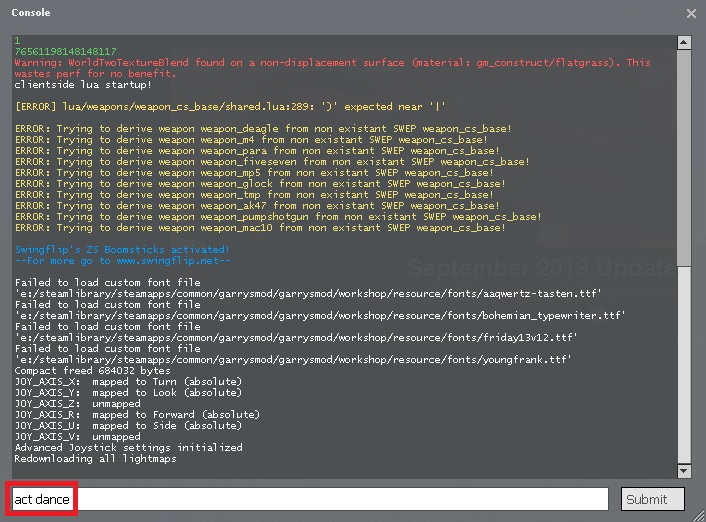 Console
1
76561198148148117
Warning: WorldTwoTextureBlend found on a non-displacement surface (material: gm_construct/flatgrass). This
wastes perf for no benefit.
clientside lua startup!
[ERROR] lua/weapons/weapon_cs_base/shared.lua:289: ')' expected near '|'
ERROR: Trying to derive weapon weapon_deagle from non existant SWEP weapon_cs_base!
ERROR: Trying to derive weapon weapon_m4 from non existant SWEP weapon_cs_base!
ERROR: Trying to derive weapon weapon_para from non existant SWEP weapon_cs_base!
ERROR: Trying to derive weapon weapon_fiveseven from non existant SWEP weapon_cs_base!
ERROR: Trying to derive weapon weapon_mp5 from non existant SWEP weapon_cs_base!
ERROR: Trying to derive weapon weapon_glock from non existant SWEP weapon_cs_base!
ERROR: Trying to derive weapon weapon_tmp from non existant SWEP weapon_cs_base!
ERROR: Trying to derive weapon weapon_ak47 from non existant SWEP weapon_cs_base!
ERROR: Trying to derive weapon weapon_pumpshotgun from non existant SWEP weapon_cs_base!
ERROR: Trying to derive weapon weapon_mac10 from non existant SWEP weapon_cs_base!
Swingflip's ZS Boomsticks activated!
--For more go to www.swingflip.net--
September 2019 Update
Failed to load custom font file
'e:/steamlibrary/steamapps/common/garrysmod/garrysmod/workshop/resource/fonts/aaqwertz-tasten.ttf'
Failed to load custom font file
'e:/steamlibrary/steamapps/common/garrysmod/garrysmod/workshop/resource/fonts/bohemian_typewriter.ttf'
Failed to load custom font file
'e:/steamlibrary/steamapps/common/garrysmod/garrysmod/workshop/resource/fonts/friday13v12.ttf'
Failed to load custom font file
'e:/steamlibrary/steamapps/common/garrysmod/garrysmod/workshop/resource/fonts/youngfrank.ttf'
Compact freed 684032 bytes
JOY_AXIS_X: mapped to Turn (absolute)
JOY_AXIS_Y: mapped to Look (absolute)
JOY_AXIS_Z: unmapped
JOY_AXIS_R: mapped to Forward (absolute)
JOY_AXIS_U: mapped to Side (absolute)
JOY_AXIS_V: unmapped
Advanced Joystick settings initialized
Redownloading all lightmaps
act dance
Submit